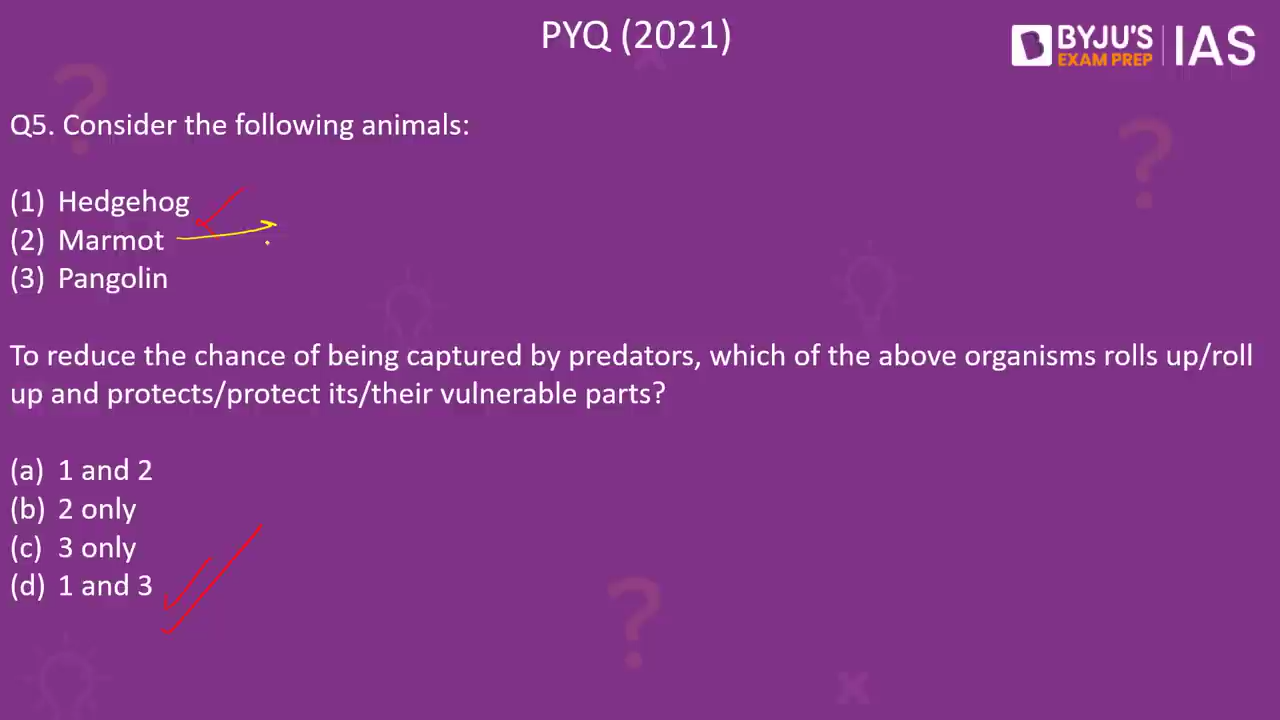 PYQ (2021)
BYJU'S
EXAM PREP
IAS
Q5. Consider the following animals:
(1) Hedgehog
(2) Marmot
(3) Pangolin
To reduce the chance of being captured by predators, which of the above organisms rolls up/roll
up and protects/protect its/their vulnerable parts?
(a) 1 and 2
(b) 2 only
(c) 3 only
(d) 1 and 3